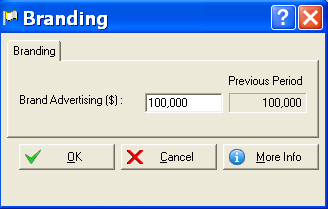 Branding
Branding
Previous Period
Brand Advertising ($) : 100,000 100,000
OK Cancel More Info